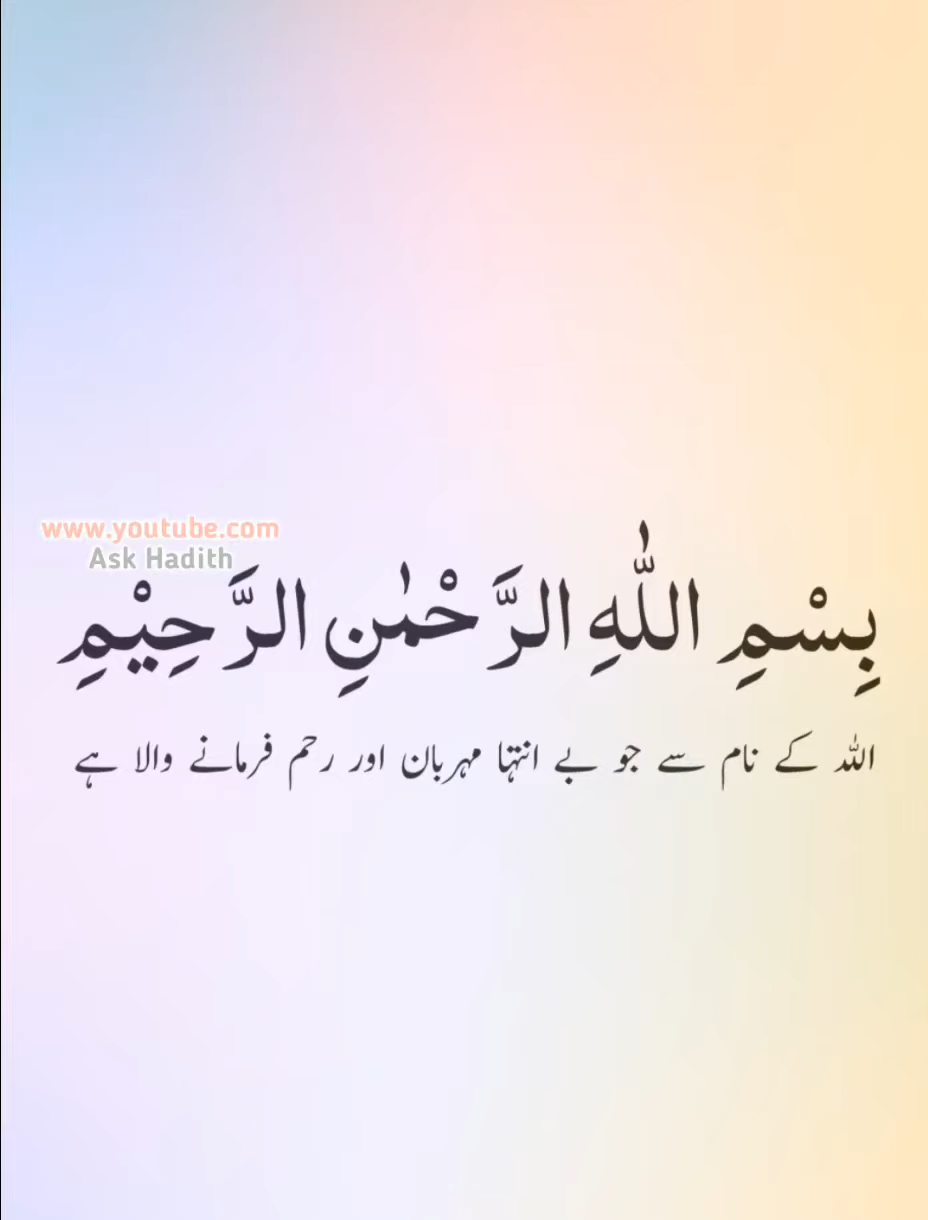 www.youtube.com
Ask Hadith
بِسْمِ اللّٰهِ الرَّحْمٰنِ الرَّحِيْمِ
اللہ کے نام سے جو بے انتہا مہربان اور رحم فرمانے والا ہے